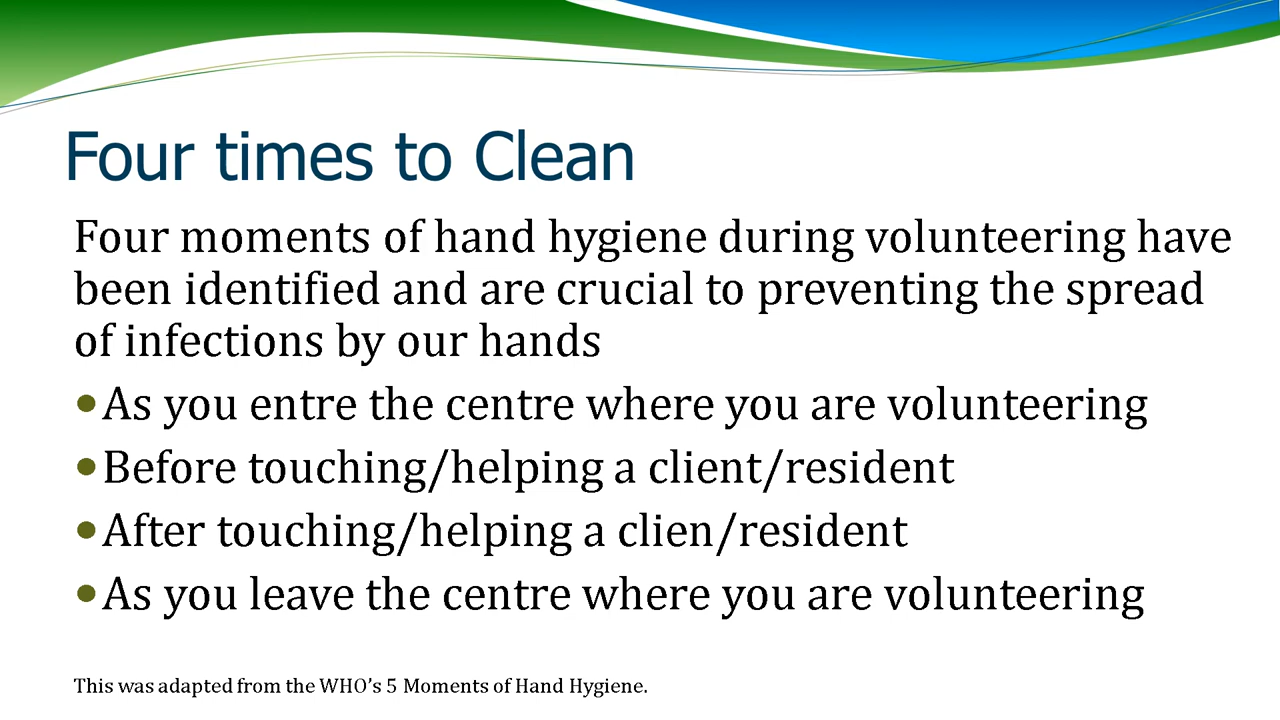 Four times to Clean
Four moments of hand hygiene during volunteering have
been identified and are crucial to preventing the spread
of infections by our hands
•As you entre the centre where you are volunteering
•Before touching/helping a client/resident
•After touching/helping a clien/resident
•As you leave the centre where you are volunteering
This was adapted from the WHO’s 5 Moments of Hand Hygiene.